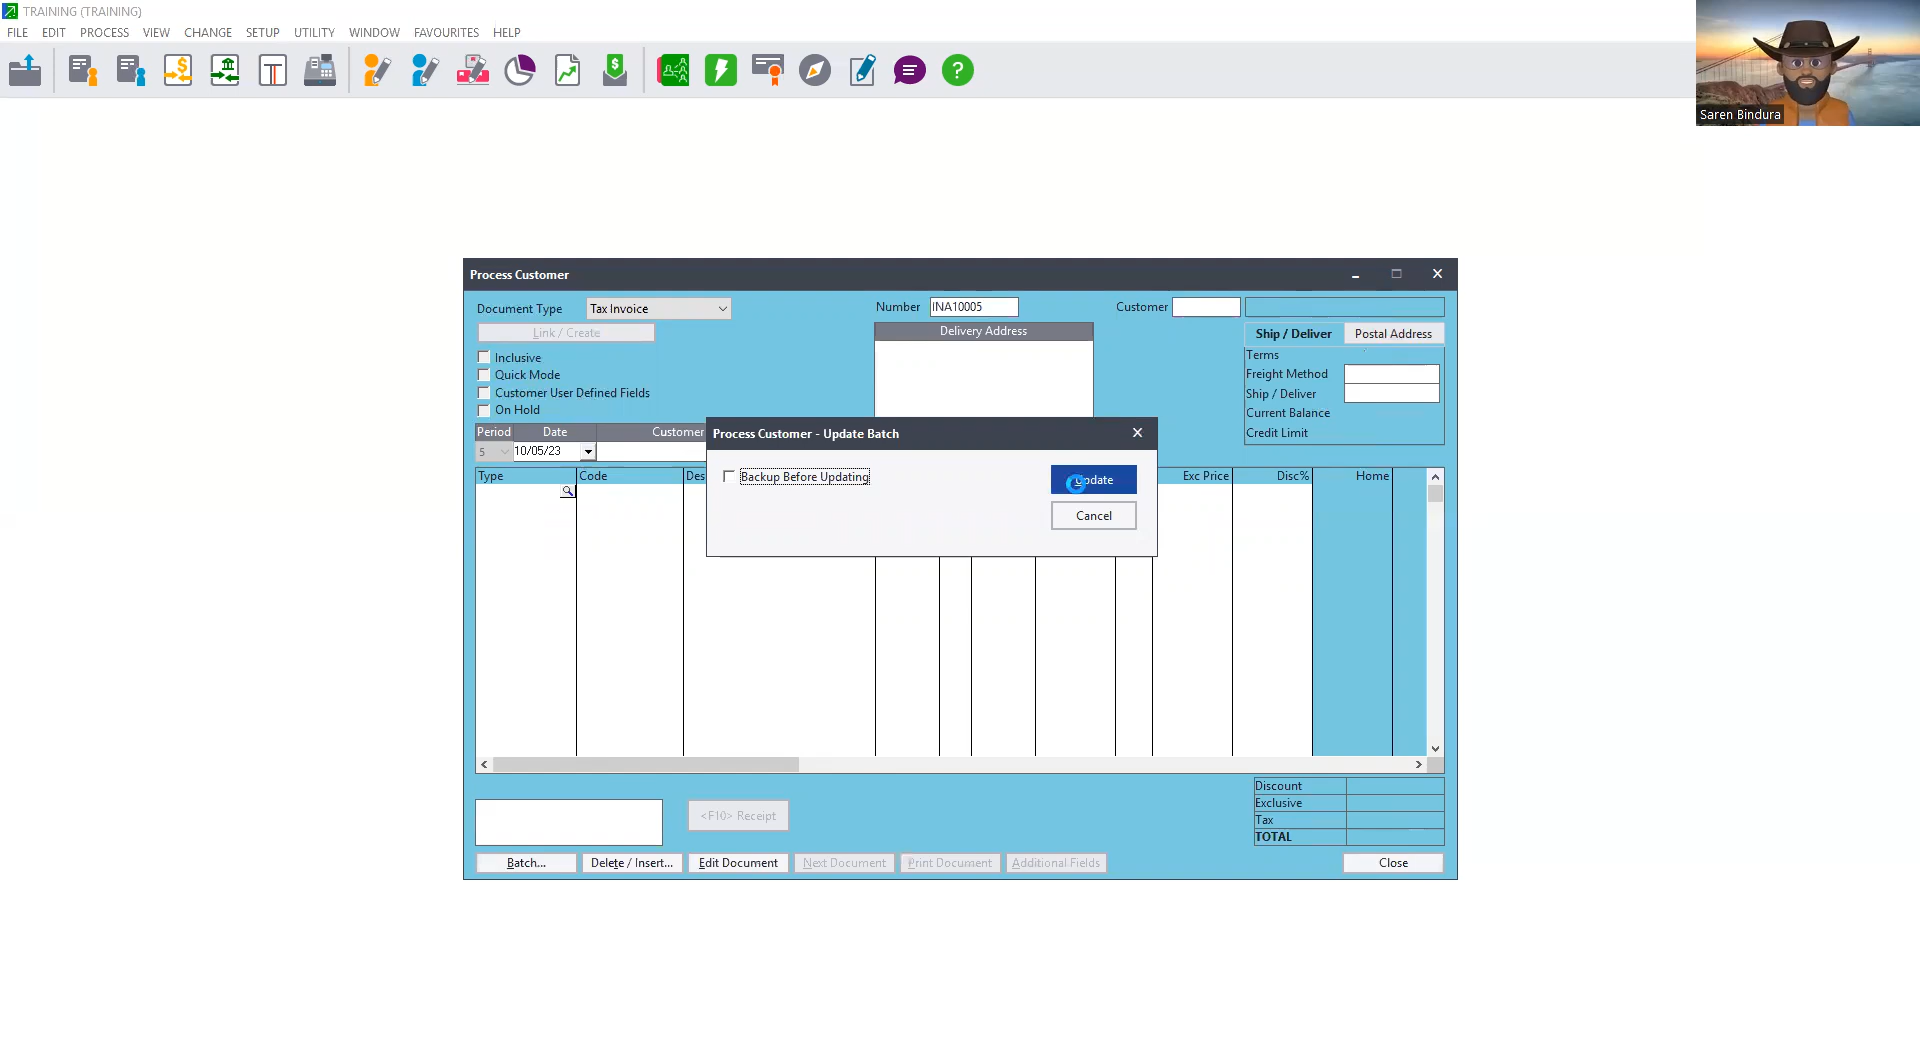 TRAINING (TRAINING)
FILE EDIT PROCESS VIEW CHANGE SETUP UTILITY WINDOW FAVOURITES HELP
Saren Bindura
Process Customer
Document Type Tax Invoice Number INA10005 Customer
Link / Create Delivery Address Ship / Deliver Postal Address
Inclusive Terms
Quick Mode Freight Method
Customer User Defined Fields Ship / Deliver
On Hold Current Balance
Period Date Customer Credit Limit
5 10/05/23
Process Customer - Update Batch
Type Code Des Exc Price Disc% Home
Backup Before Updating Update
Cancel
Discount
Exclusive
<F10> Receipt Tax
TOTAL
Batch... Delete / Insert... Edit Document Next Document Print Document Additional Fields Close